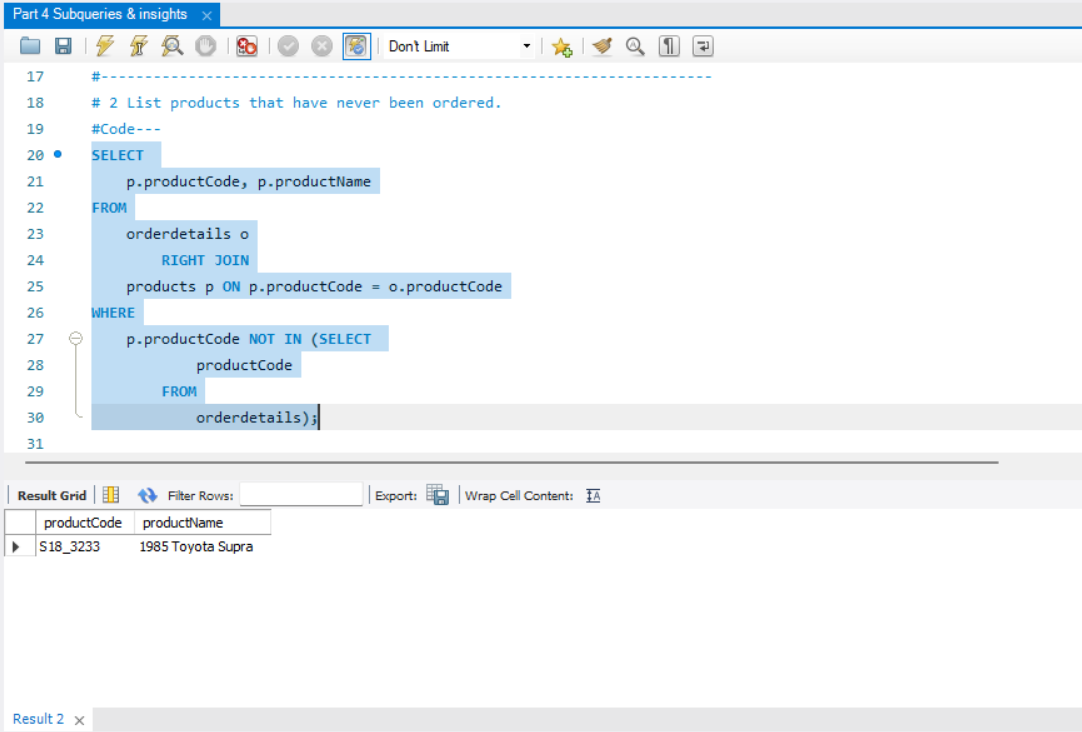 Part 4 Subqueries & insights
Don't Limit
17 #-----------------------------------------------------------------------
18 # 2 List products that have never been ordered.
19 #Code---
20 SELECT
21 p.productCode, p.productName
22 FROM
23 orderdetails o
24 RIGHT JOIN
25 products p ON p.productCode = o.productCode
26 WHERE
27 p.productCode NOT IN (SELECT
28 productCode
29 FROM
30 orderdetails);
31
Result Grid Filter Rows: Export: Wrap Cell Content: IA
productCode productName
S18_3233 1985 Toyota Supra
Result 2